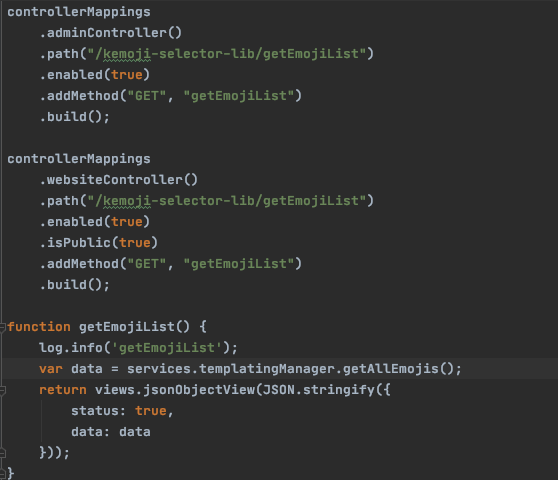 controllerMappings
    .adminController()
    .path("/kemoji-selector-lib/getEmojiList")
    .enabled(true)
    .addMethod("GET", "getEmojiList")
    .build();

controllerMappings
    .websiteController()
    .path("/kemoji-selector-lib/getEmojiList")
    .enabled(true)
    .isPublic(true)
    .addMethod("GET", "getEmojiList")
    .build();

function getEmojiList() {
    log.info('getEmojiList');
    var data = services.templatingManager.getAllEmojis();
    return views.jsonObjectView(JSON.stringify({
        status: true,
        data: data
    }));
}